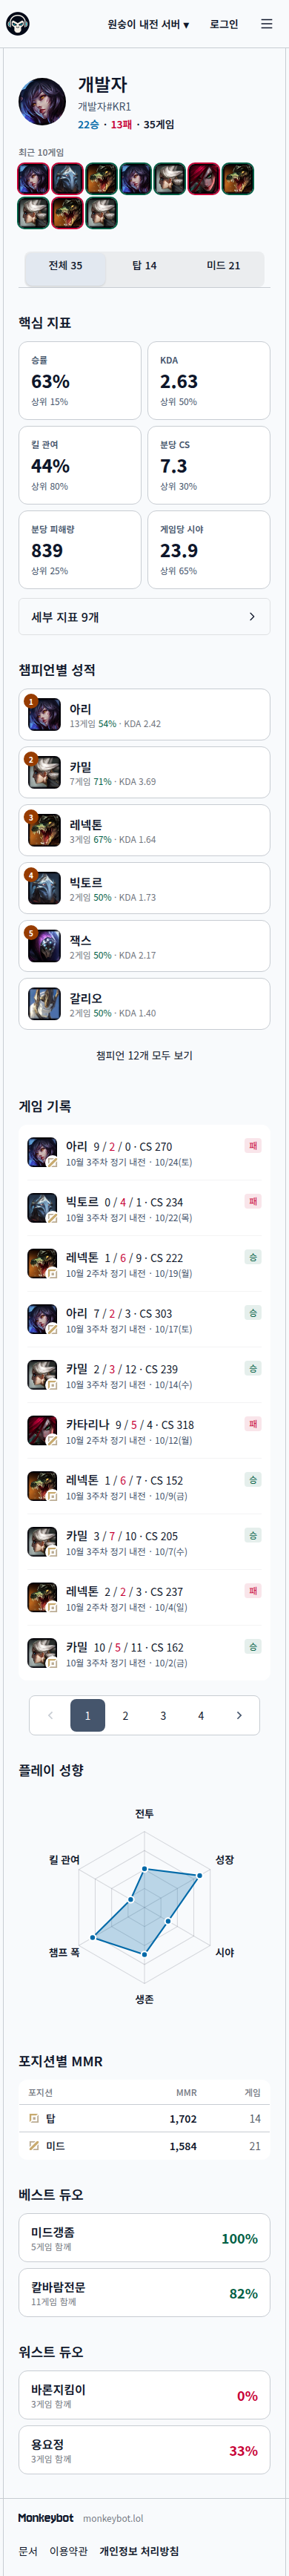 원숭이 내전 서버 ▾ 로그인
개발자
개발자#KR1
22승 · 13패 · 35게임
최근 10게임
전체 35 탑 14 미드 21
핵심 지표
승률 KDA
63% 2.63
상위 15% 상위 50%
킬 관여 분당 CS
44% 7.3
상위 80% 상위 30%
분당 피해량 게임당 시야
839 23.9
상위 25% 상위 65%
세부 지표 9개
챔피언별 성적
1 아리
13게임 54% · KDA 2.42
2 카밀
7게임 71% · KDA 3.69
3 레넥톤
3게임 67% · KDA 1.64
4 빅토르
2게임 50% · KDA 1.73
5 잭스
2게임 50% · KDA 2.17
갈리오
2게임 50% · KDA 1.40
챔피언 12개 모두 보기
게임 기록
아리 9 / 2 / 0 · CS 270 패
10월 3주차 정기 내전 · 10/24(토)
빅토르 0 / 4 / 1 · CS 234 패
10월 3주차 정기 내전 · 10/22(목)
레넥톤 1 / 6 / 9 · CS 222 승
10월 2주차 정기 내전 · 10/19(월)
아리 7 / 2 / 3 · CS 303 승
10월 3주차 정기 내전 · 10/17(토)
카밀 2 / 3 / 12 · CS 239 승
10월 3주차 정기 내전 · 10/14(수)
카타리나 9 / 5 / 4 · CS 318 패
10월 2주차 정기 내전 · 10/12(월)
레넥톤 1 / 6 / 7 · CS 152 승
10월 3주차 정기 내전 · 10/9(금)
카밀 3 / 7 / 10 · CS 205 승
10월 3주차 정기 내전 · 10/7(수)
레넥톤 2 / 2 / 3 · CS 237 패
10월 2주차 정기 내전 · 10/4(일)
카밀 10 / 5 / 11 · CS 162 승
10월 3주차 정기 내전 · 10/2(금)
1 2 3 4
플레이 성향
전투
킬 관여 성장
챔프 폭 시야
생존
포지션별 MMR
포지션 MMR 게임
탑 1,702 14
미드 1,584 21
베스트 듀오
미드갱좀 100%
5게임 함께
칼바람전문 82%
11게임 함께
워스트 듀오
바론지킴이 0%
3게임 함께
용요정 33%
3게임 함께
Monkeybot monkeybot.lol
문서 이용약관 개인정보 처리방침